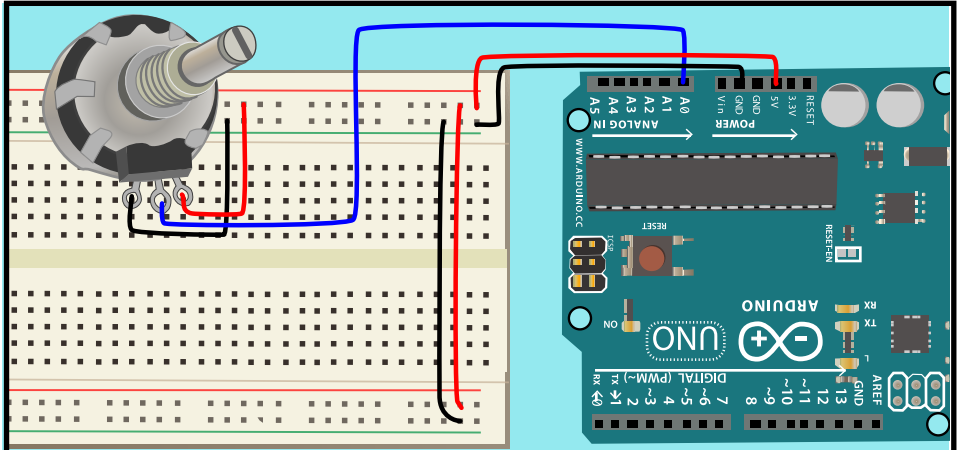 A5
A4
A3
A2
A1
A0
ANALOG IN
Vin
GND
GND
5V
3.3V
RESET
POWER
WWW.ARDUINO.CC
RESET
ICSP
RESET-EN
ON
UNO
ARDUINO
RX
TX
L
DIGITAL (PWM~)
RX
0
TX
1
2
~3
4
~5
~6
7
8
~9
~10
~11
12
13
GND
AREF